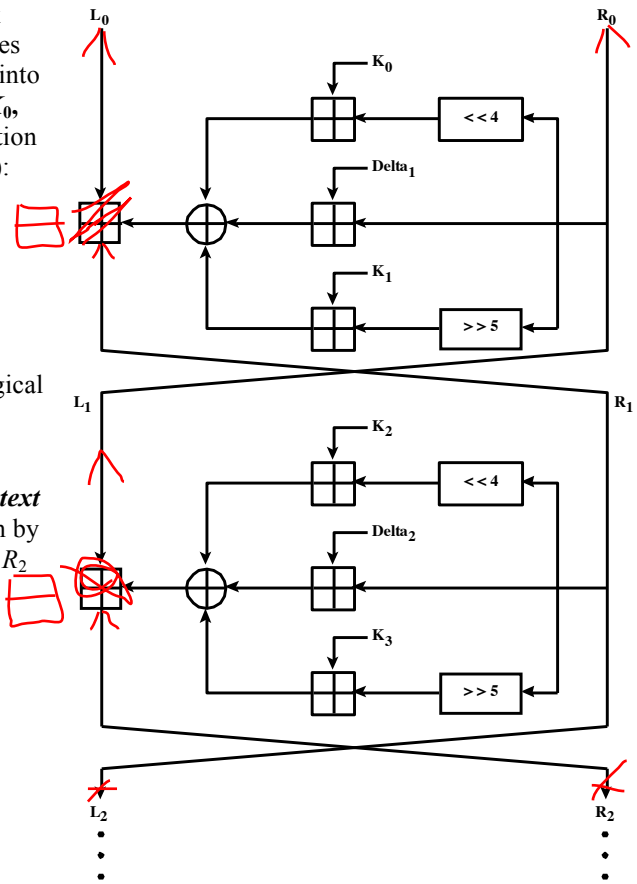 L0
R0
es
into
K0,
tion
):
K0
<< 4
Delta1
K1
>> 5
gical
L1
R1
K2
<< 4
text
n by
R2
Delta2
K3
>> 5
L2
R2